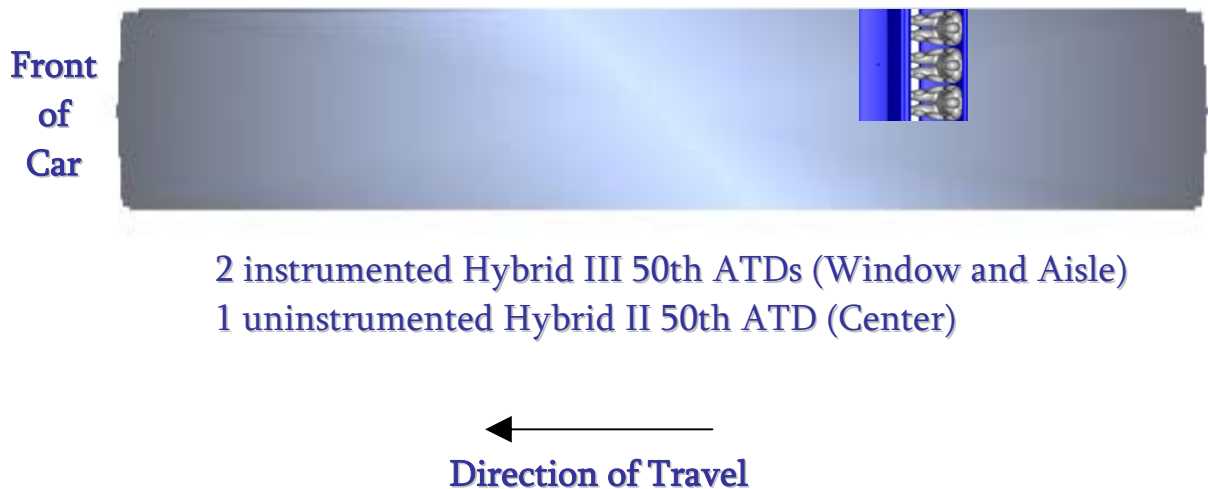 Front
of
Car
2 instrumented Hybrid III 50th ATDs (Window and Aisle)
1 uninstrumented Hybrid II 50th ATD (Center)
Direction of Travel